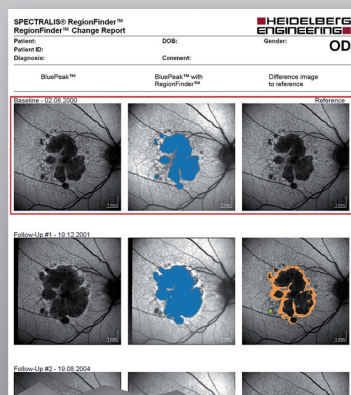 SPECTRALIS® RegionFinder™
RegionFinder™ Change Report
HEIDELBERG
ENGINEERING
Patient:
DOB:
Gender:
OD
Patient ID:
Diagnosis:
Comment:
BluePeak™
BluePeak™ with
RegionFinder™
Difference image
to reference
Baseline - 02.08.2000
Reference
1 mm
1 mm
1 mm
Follow-Up #1 - 19.12.2001
1 mm
1 mm
1 mm
Follow-Up #2 - 19.08.2004